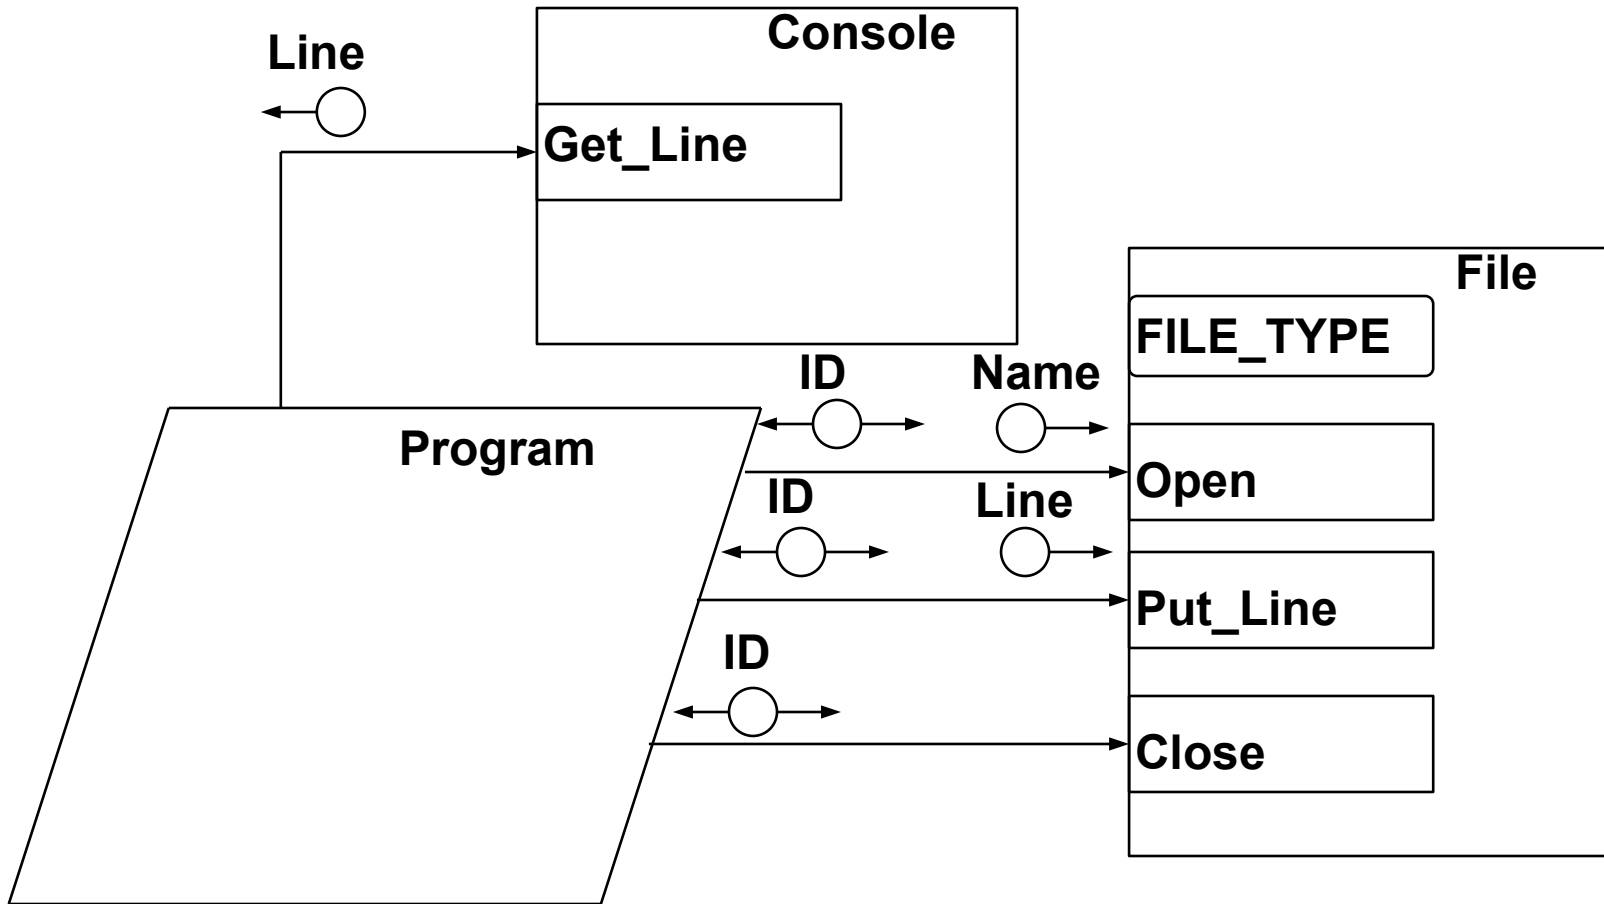 Console
Line
Get_Line
File
FILE_TYPE
ID
Name
Program
Open
ID
Line
Put_Line
ID
Close